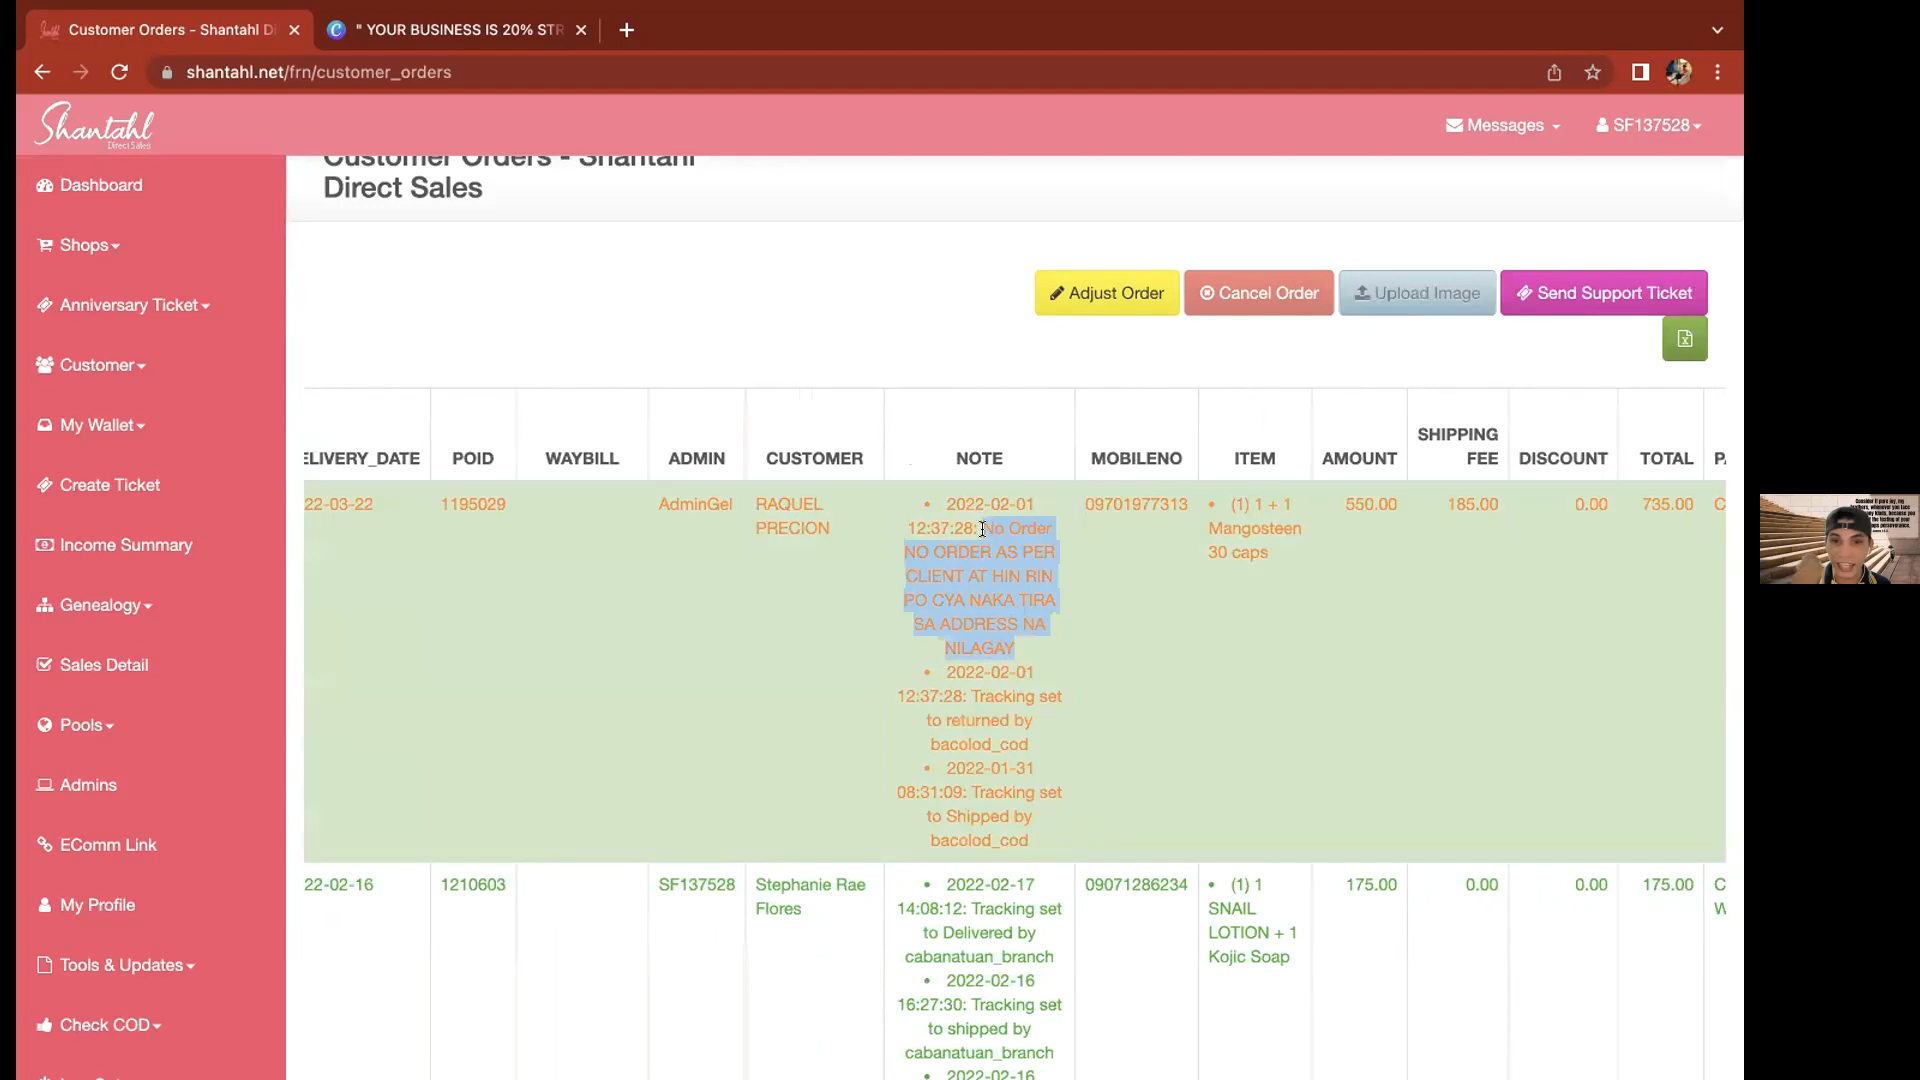 Customer Orders - Shantahl Di
" YOUR BUSINESS IS 20% STR
shantahl.net/frn/customer_orders
Shantahl
Direct Sales
Messages
SF137528
Dashboard
Shops
Anniversary Ticket
Customer
My Wallet
Create Ticket
Income Summary
Genealogy
Sales Detail
Pools
Admins
EComm Link
My Profile
Tools & Updates
Check COD
Customer Orders - Shantahl
Direct Sales
Adjust Order
Cancel Order
Upload Image
Send Support Ticket
ELIVERY_DATE
POID
WAYBILL
ADMIN
CUSTOMER
NOTE
MOBILENO
ITEM
AMOUNT
SHIPPING
FEE
DISCOUNT
TOTAL
22-03-22
1195029
AdminGel
RAQUEL
PRECION
• 2022-02-01
12:37:28: No Order
NO ORDER AS PER
CLIENT AT HIN RIN
PO CYA NAKA TIRA
SA ADDRESS NA
NILAGAY
• 2022-02-01
12:37:28: Tracking set
to returned by
bacolod_cod
• 2022-01-31
08:31:09: Tracking set
to Shipped by
bacolod_cod
09701977313
• (1) 1 + 1
Mangosteen
30 caps
550.00
185.00
0.00
735.00
C
22-02-16
1210603
SF137528
Stephanie Rae
Flores
• 2022-02-17
14:08:12: Tracking set
to Delivered by
cabanatuan_branch
• 2022-02-16
16:27:30: Tracking set
to shipped by
cabanatuan_branch
• 2022-02-16
09071286234
• (1) 1
SNAIL
LOTION + 1
Kojic Soap
175.00
0.00
0.00
175.00
C